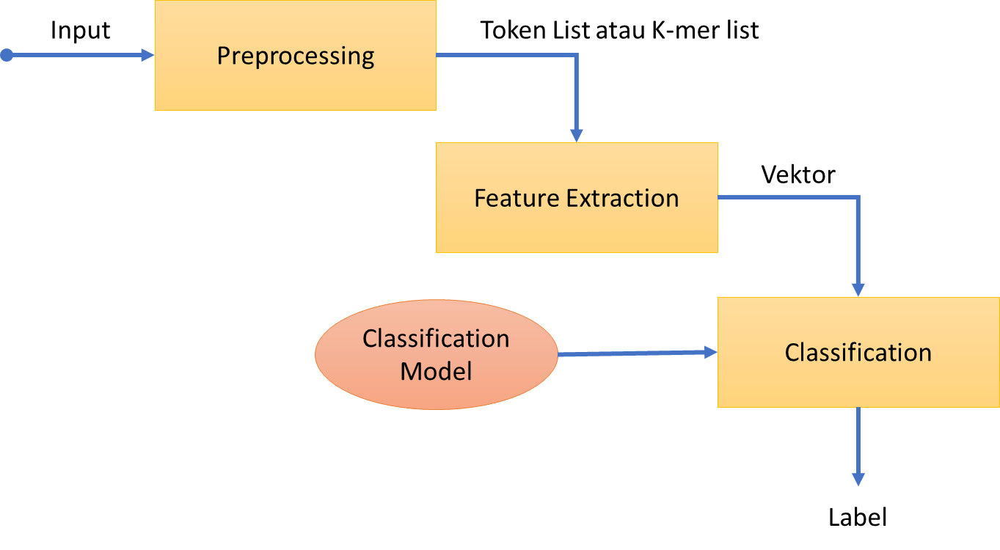 Input
Preprocessing
Token List atau K-mer list
Feature Extraction
Vektor
Classification
Model
Classification
Label